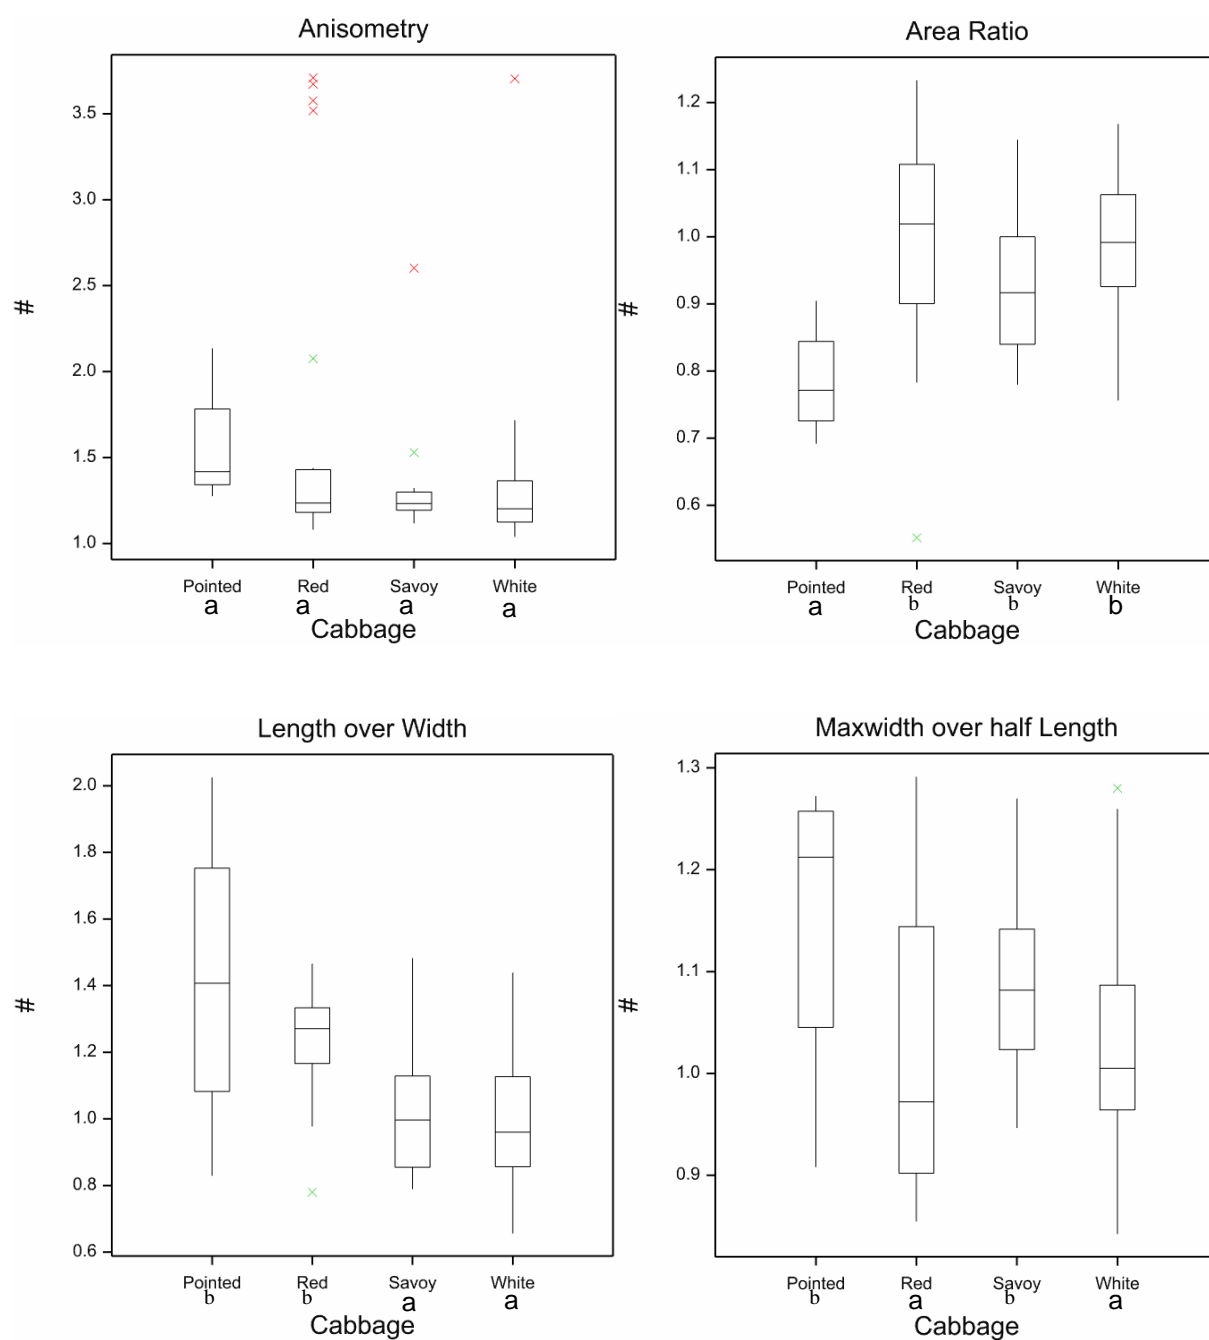 Anisometry
3.5
3.0
2.5
2.0
1.5
1.0
#
Pointed Red Savoy White
a a a a
Cabbage
Area Ratio
1.2
1.1
1.0
0.9
0.8
0.7
0.6
#
Pointed Red Savoy White
a b b b
Cabbage
Length over Width
2.0
1.8
1.6
1.4
1.2
1.0
0.8
0.6
#
Pointed Red Savoy White
b b a a
Cabbage
Maxwidth over half Length
1.3
1.2
1.1
1.0
0.9
#
Pointed Red Savoy White
b a b a
Cabbage